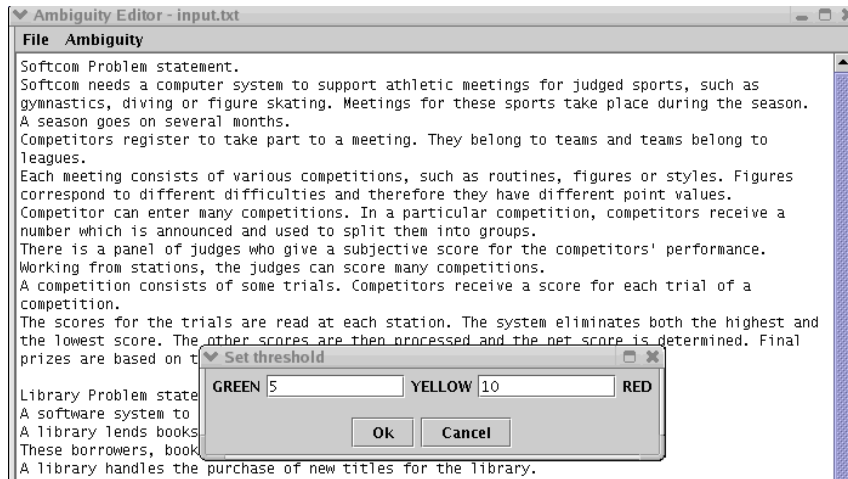 Ambiguity Editor - input.txt
File Ambiguity
Softcom Problem statement.
Softcom needs a computer system to support athletic meetings for judged sports, such as
gymnastics, diving or figure skating. Meetings for these sports take place during the season.
A season goes on several months.
Competitors register to take part to a meeting. They belong to teams and teams belong to
leagues.
Each meeting consists of various competitions, such as routines, figures or styles. Figures
correspond to different difficulties and therefore they have different point values.
Competitor can enter many competitions. In a particular competition, competitors receive a
number which is announced and used to split them into groups.
There is a panel of judges who give a subjective score for the competitors' performance.
Working from stations, the judges can score many competitions.
A competition consists of some trials. Competitors receive a score for each trial of a
competition.
The scores for the trials are read at each station. The system eliminates both the highest and
the lowest score. The other scores are then processed and the net score is determined. Final
prizes are based on t
Set threshold
GREEN 5 YELLOW 10 RED
Ok Cancel
Library Problem state
A software system to
A library lends books
These borrowers, book
A library handles the purchase of new titles for the library.